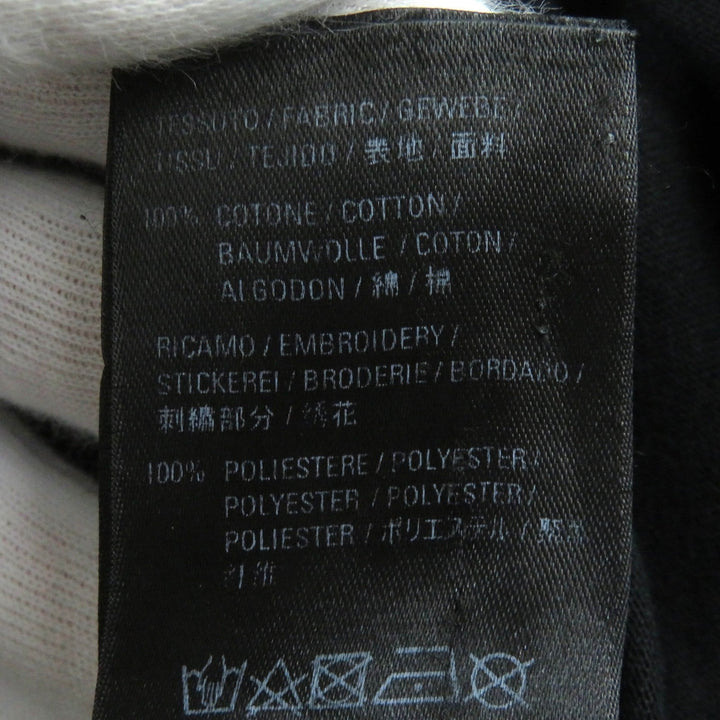 TESSUTO / FABRIC / GEWEBE /
TISSU / TEJIDO / 表地 / 面料
100% COTONE / COTTON /
BAUMWOLLE / COTON /
ALGODON / 綿 / 棉
RICAMO / EMBROIDERY /
STICKEREI / BRODERIE / BORDADO /
刺繍部分 / 绣花
100% POLIESTERE / POLYESTER /
POLYESTER / POLYESTER /
POLIESTER / ポリエステル /
纤维